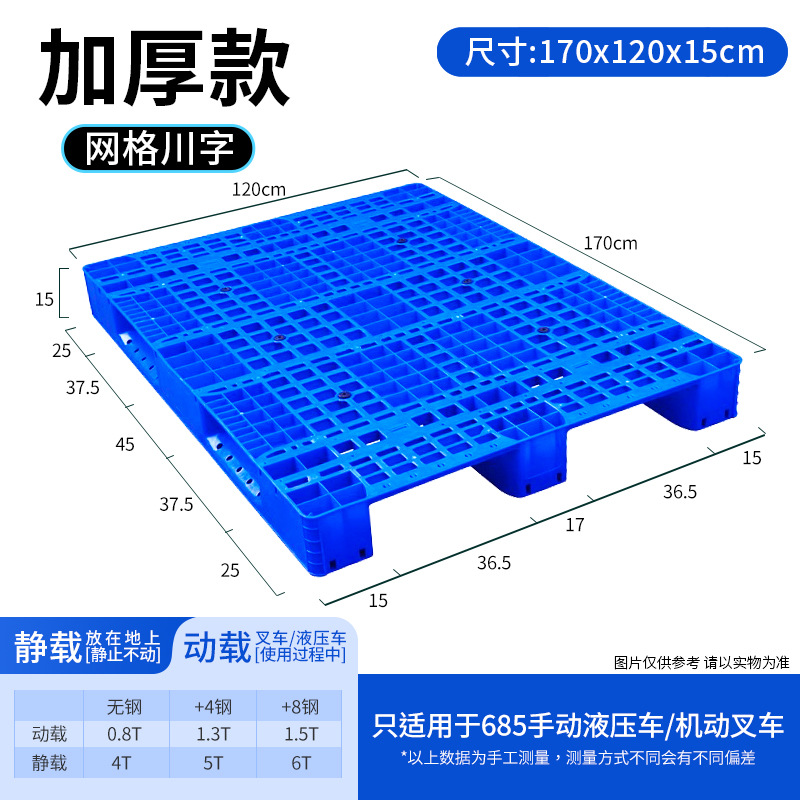 加厚款
网格川字
尺寸:170x120x15cm
120cm
170cm
15
25
37.5
45
37.5
25
15
36.5
17
36.5
15
静载 放在地上
[静止不动]
动载 叉车/液压车
[使用过程中]
图片仅供参考 请以实物为准
无钢 +4钢 +8钢
动载 0.8T 1.3T 1.5T
静载 4T 5T 6T
只适用于685手动液压车/机动叉车
*以上数据为手工测量，测量方式不同会有不同偏差